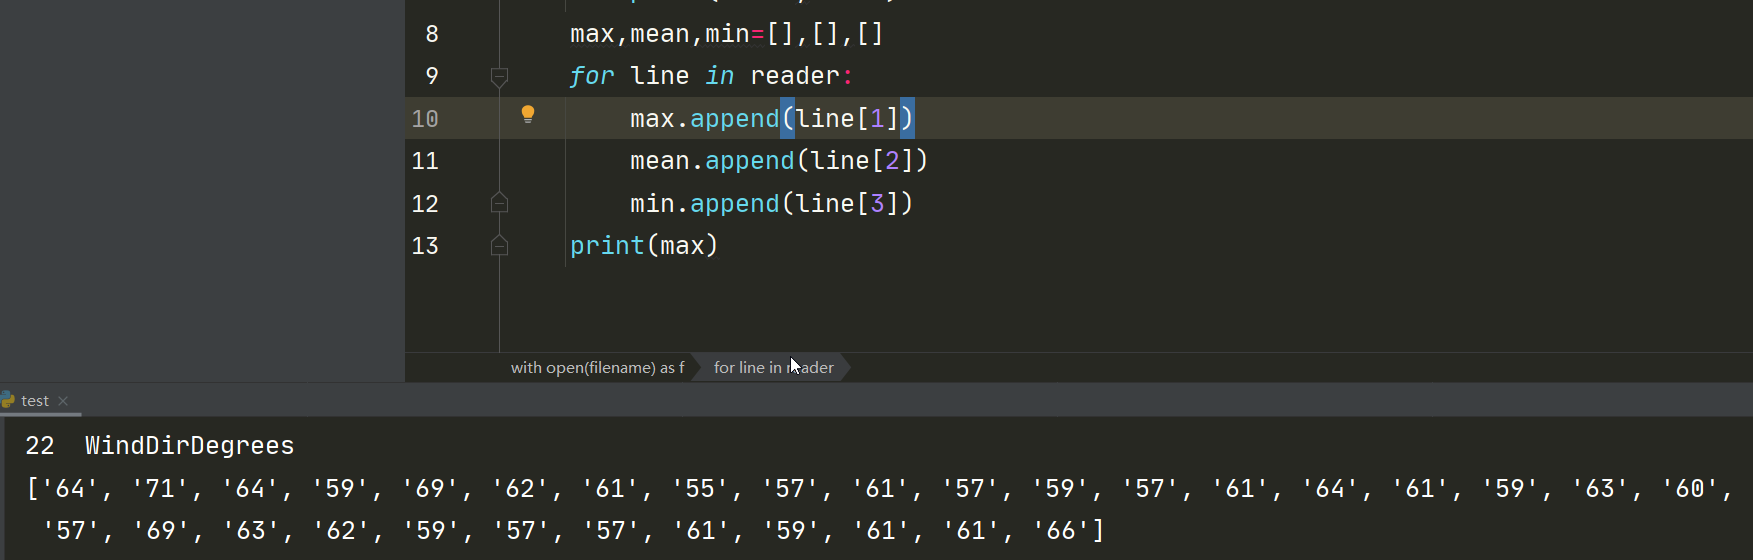 8 max,mean,min=[],[],[]
9 for line in reader:
10 max.append(line[1])
11 mean.append(line[2])
12 min.append(line[3])
13 print(max)
with open(filename) as f for line in reader
test
22 WindDirDegrees
['64', '71', '64', '59', '69', '62', '61', '55', '57', '61', '57', '59', '57', '61', '64', '61', '59', '63', '60',
'57', '69', '63', '62', '59', '57', '57', '61', '59', '61', '61', '66']